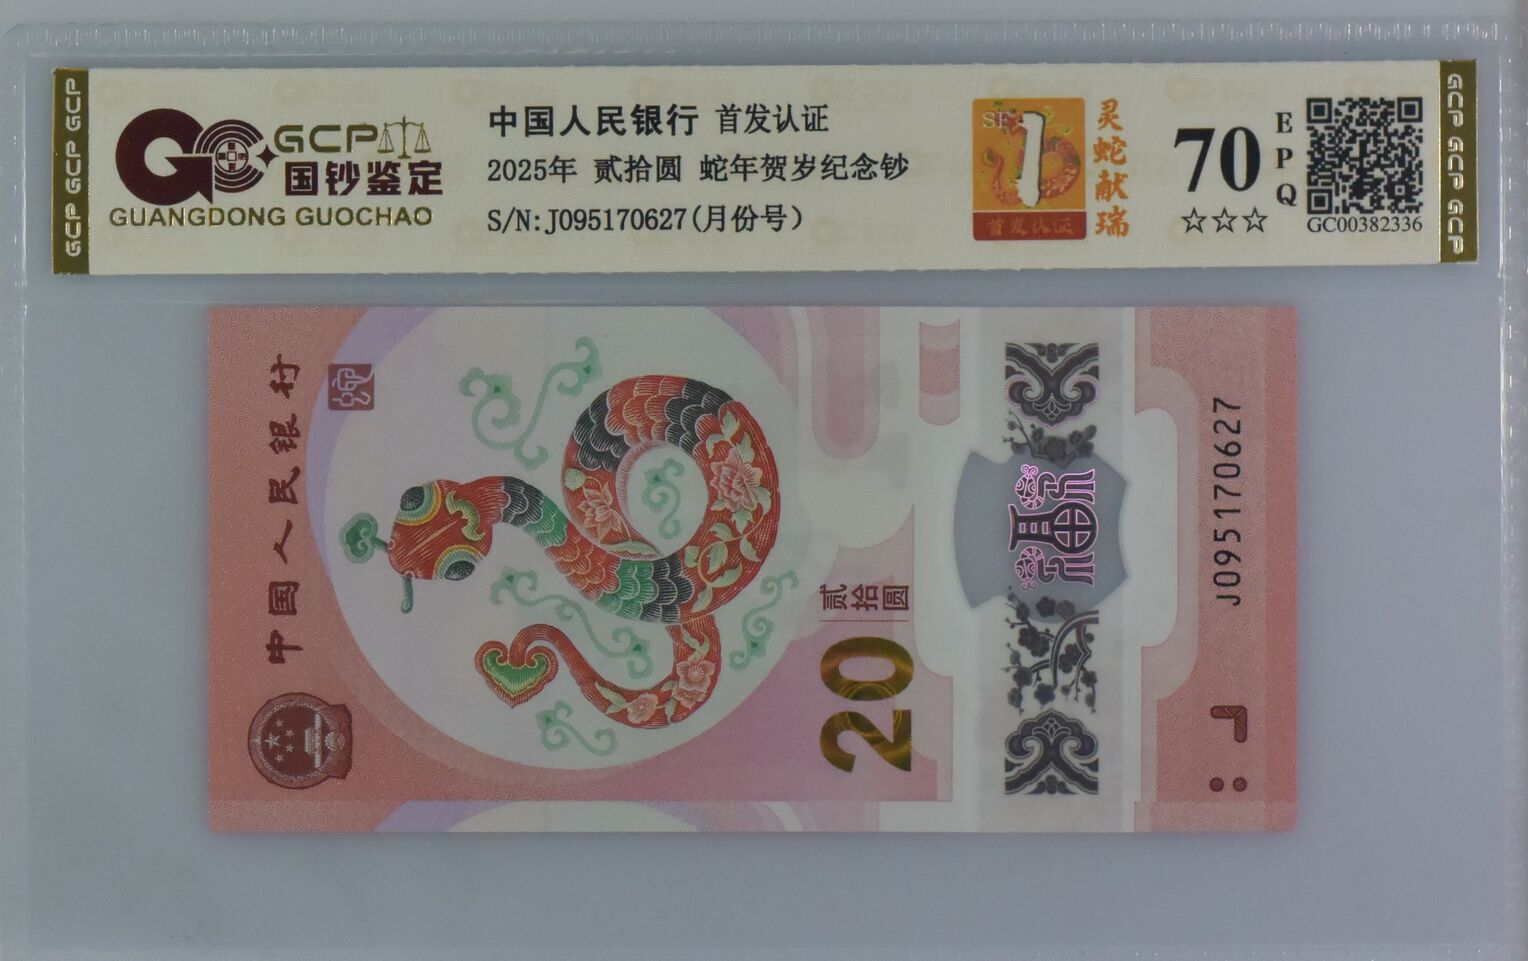 GCP GCP GCP
GCP
国钞鉴定
GUANGDONG GUOCHAO
中国人民银行 首发认证
2025年 贰拾圆 蛇年贺岁纪念钞
S/N:J095170627(月份号)
1
首发认证
灵蛇献瑞
70
EPQ
☆☆☆
GC00382336
GCP GCP GCP
中国人民银行
贰拾圆
20
J095170627